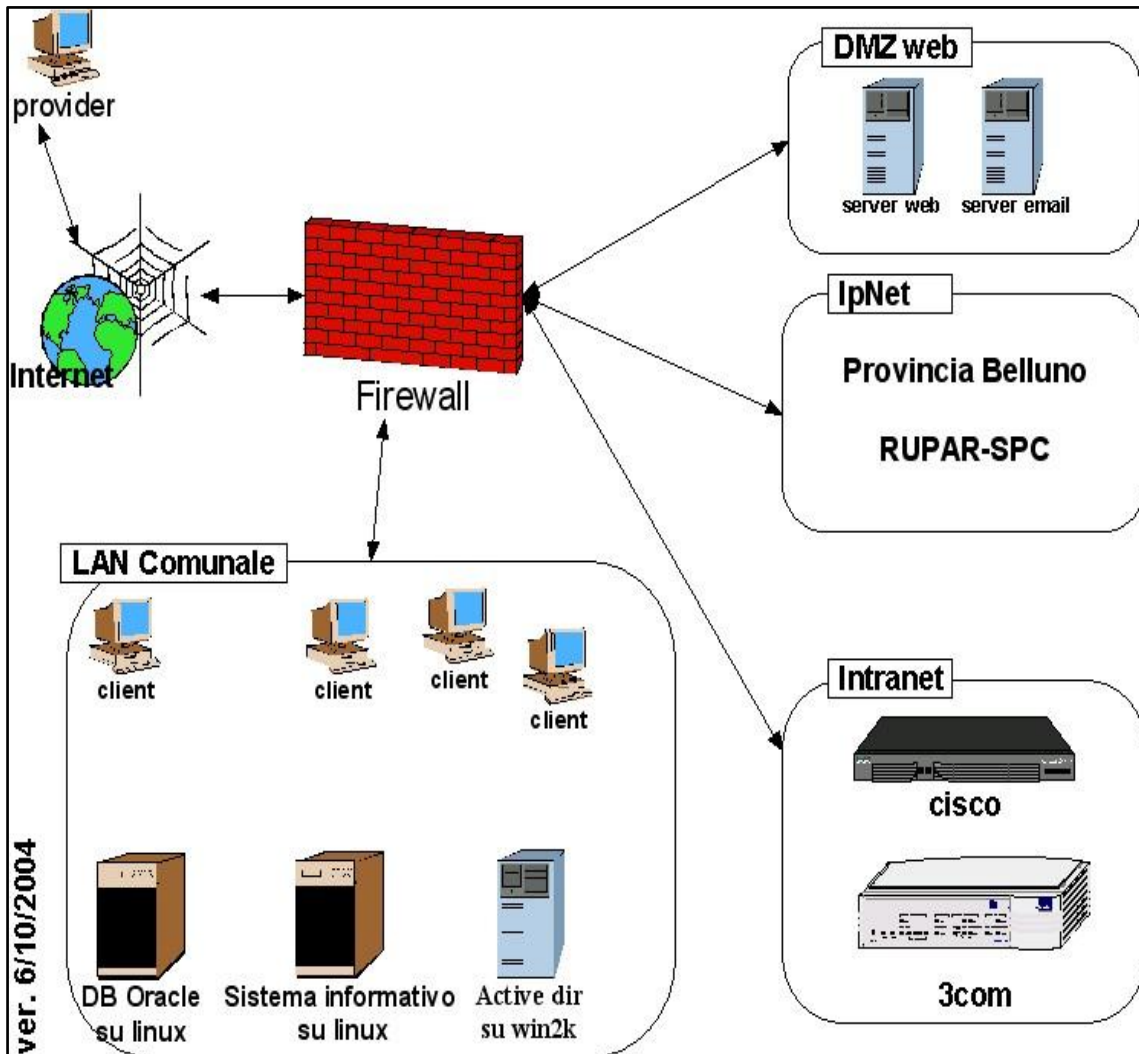 provider
Internet
Firewall
DMZ web
server web
server email
IpNet
Provincia Belluno
RUPAR-SPC
LAN Comunale
client
client
client
client
DB Oracle
su linux
Sistema informativo
su linux
Active dir
su win2k
Intranet
cisco
3com
ver. 6/10/2004